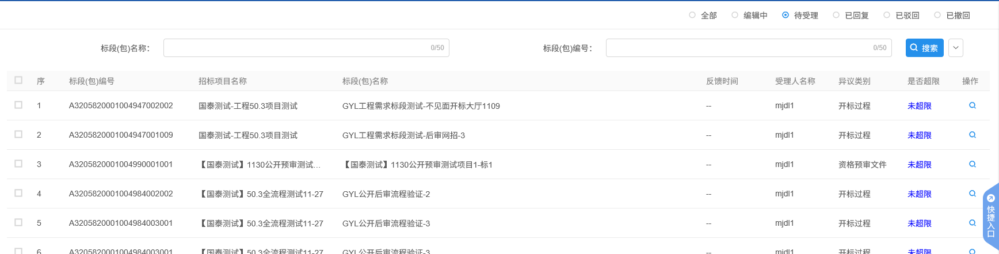 全部 编辑中 待受理 已回复 已驳回 已撤回
标段(包)名称： 0/50 标段(包)编号： 0/50 搜索
序 标段(包)编号 招标项目名称 标段(包)名称 反馈时间 受理人名称 异议类别 是否超限 操作
1 A3205820001004947002002 国泰测试-工程50.3项目测试 GYL工程需求标段测试-不见面开标大厅1109 -- mjdl1 开标过程 未超限
2 A3205820001004947001009 国泰测试-工程50.3项目测试 GYL工程需求标段测试-后审网招-3 -- mjdl1 开标过程 未超限
3 A3205820001004990001001 【国泰测试】1130公开预审测试... 【国泰测试】1130公开预审测试项目1-标1 -- mjdl1 资格预审文件 未超限
4 A3205820001004984002002 【国泰测试】50.3全流程测试11-27 GYL公开后审流程验证-2 -- mjdl1 开标过程 未超限
5 A3205820001004984003001 【国泰测试】50.3全流程测试11-27 GYL公开后审流程验证-3 -- mjdl1 开标过程 未超限
6 A3205820001004984003001 【国泰测试】50.3全流程测试11-27 GYL公开后审流程验证-3 -- mjdl1 开标过程 未超限
快捷入口